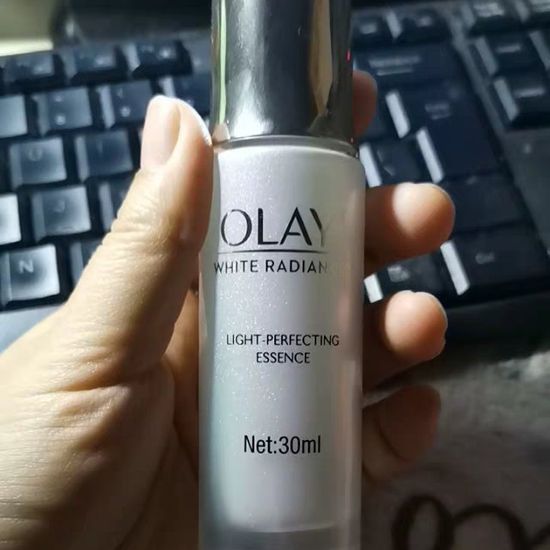 OLAY
WHITE RADIAN
LIGHT-PERFECTING
ESSENCE
Net:30ml